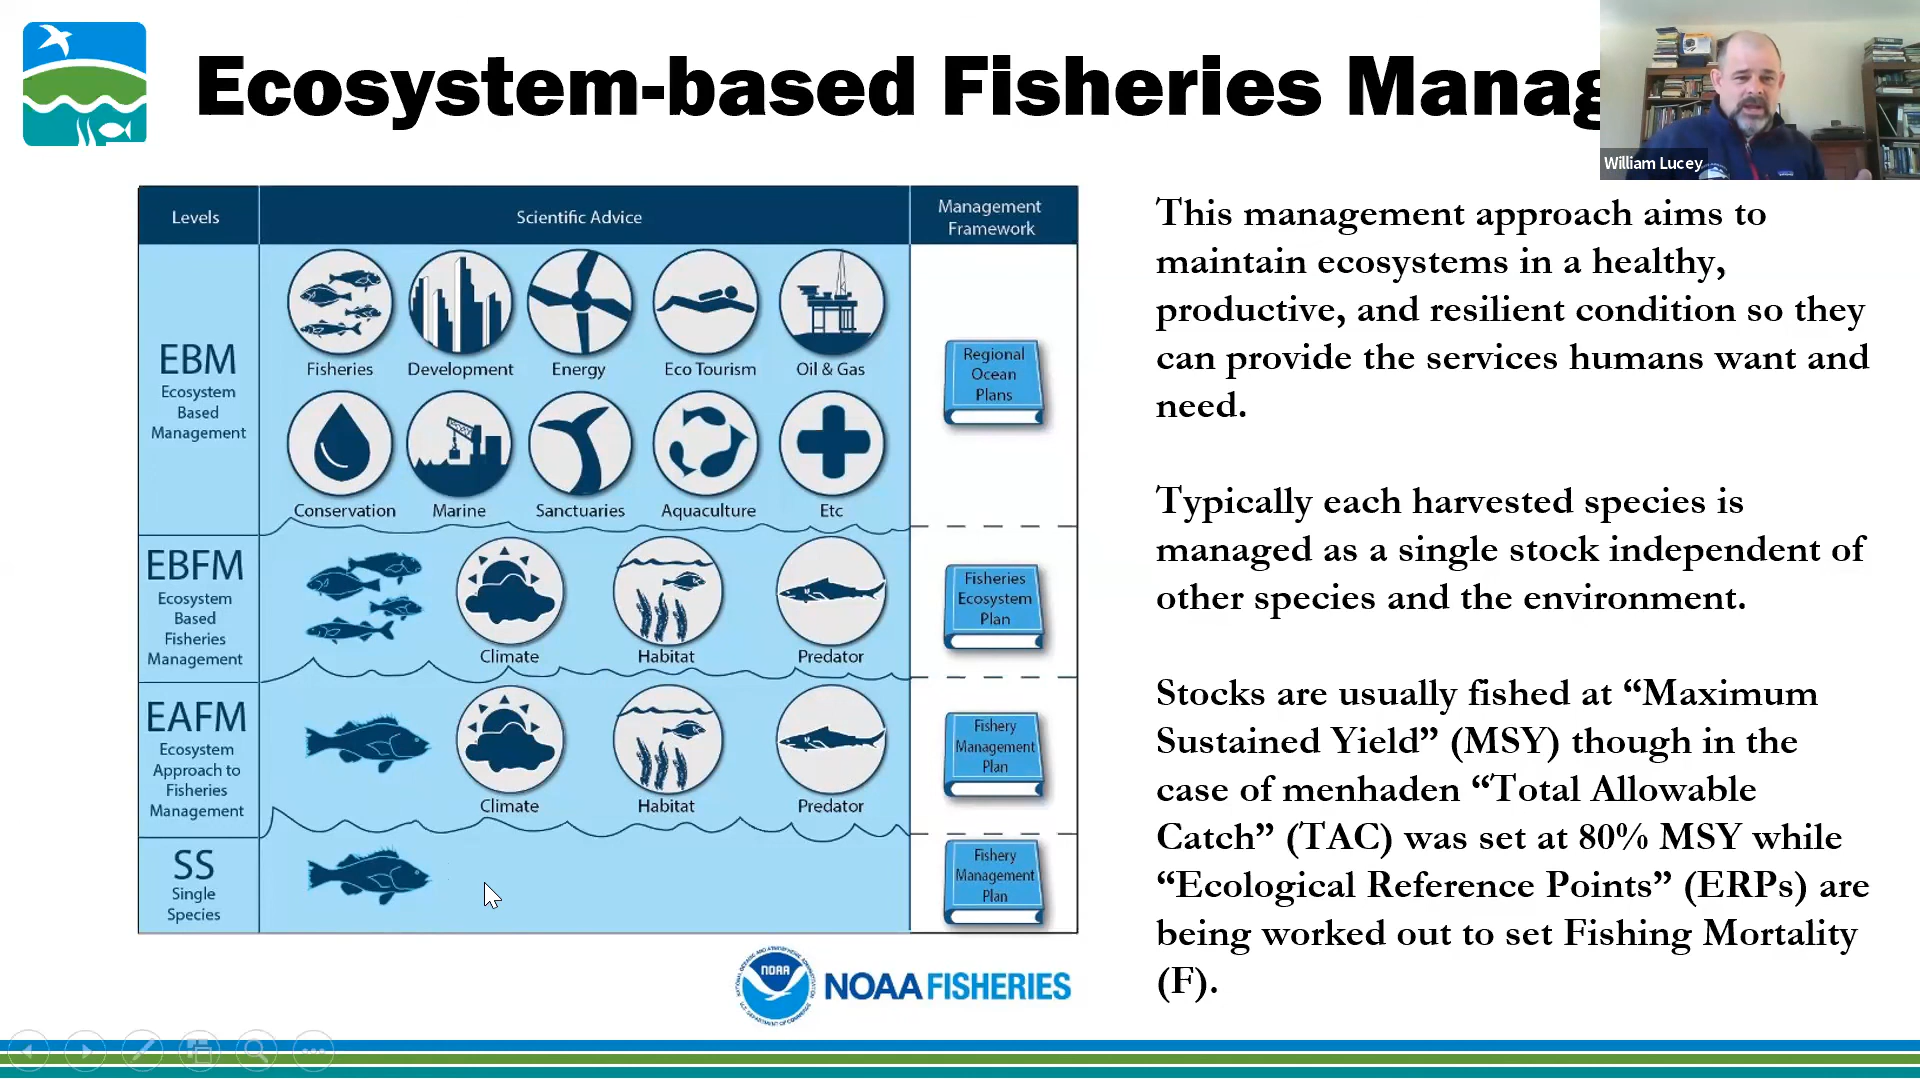 Ecosystem-based Fisheries Manag
William Lucey
Levels
Scientific Advice
Management
Framework
EBM
Ecosystem
Based
Management
Fisheries
Development
Energy
Eco Tourism
Oil & Gas
Conservation
Marine
Sanctuaries
Aquaculture
Etc
Regional
Ocean
Plans
EBFM
Ecosystem
Based
Fisheries
Management
Climate
Habitat
Predator
Fisheries
Ecosystem
Plan
EAFM
Ecosystem
Approach to
Fisheries
Management
Climate
Habitat
Predator
Fishery
Management
Plan
SS
Single
Species
Fishery
Management
Plan
NOAA
NOAA FISHERIES
This management approach aims to
maintain ecosystems in a healthy,
productive, and resilient condition so they
can provide the services humans want and
need.
Typically each harvested species is
managed as a single stock independent of
other species and the environment.
Stocks are usually fished at “Maximum
Sustained Yield” (MSY) though in the
case of menhaden “Total Allowable
Catch” (TAC) was set at 80% MSY while
“Ecological Reference Points” (ERPs) are
being worked out to set Fishing Mortality
(F).